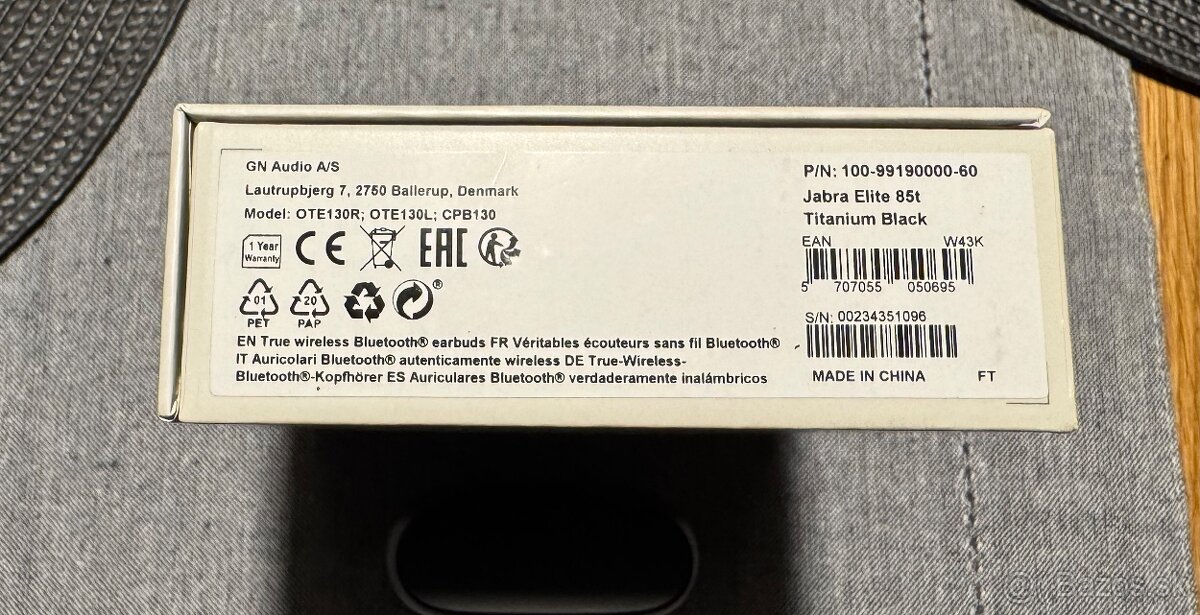 GN Audio A/S
Lautrupbjerg 7, 2750 Ballerup, Denmark
Model: OTE130R; OTE130L; CPB130
1 Year
Warranty
CE
EAC
01
PET
20
PAP
®
EN True wireless Bluetooth® earbuds FR Véritables écouteurs sans fil Bluetooth®
IT Auricolari Bluetooth® autenticamente wireless DE True-Wireless-
Bluetooth®-Kopfhörer ES Auriculares Bluetooth® verdaderamente inalámbricos
P/N: 100-99190000-60
Jabra Elite 85t
Titanium Black
EAN W43K
5 707055 050695
S/N: 00234351096
MADE IN CHINA FT